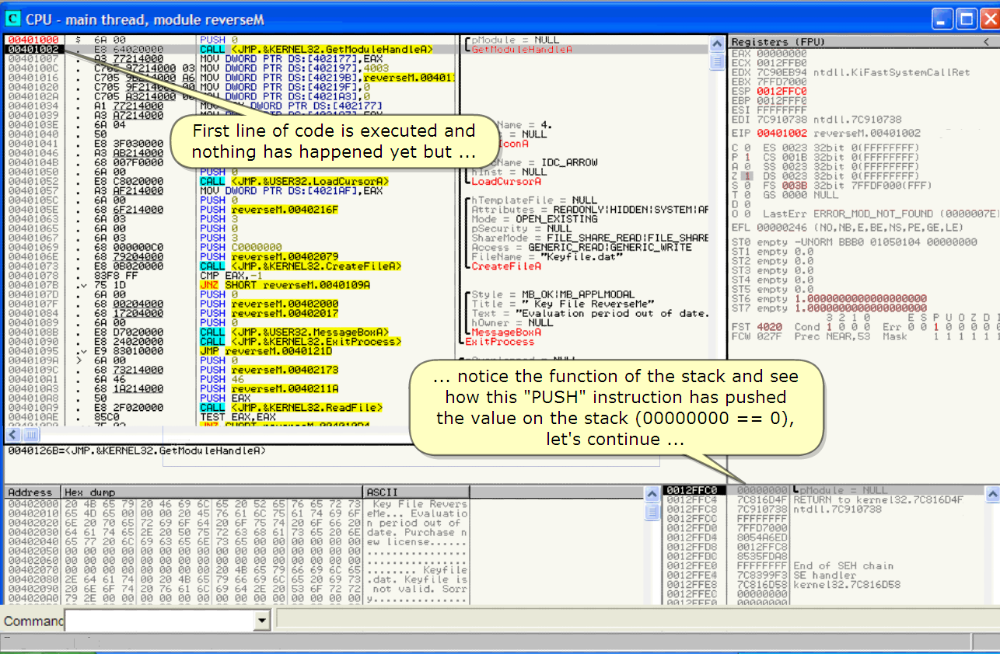 CPU - main thread, module reverseM
00401000 $ 6A 00 PUSH 0
00401002 . E8 64020000 CALL <JMP.&KERNEL32.GetModuleHandleA>
00401007 . A3 77214000 MOV DWORD PTR DS:[402177],EAX
0040100C . C705 97214000 03 MOV DWORD PTR DS:[402197],4003
00401016 . C705 9B214000 A6 MOV DWORD PTR DS:[40219B],reverseM.00401
00401020 . C705 9F214000 MOV DWORD PTR DS:[40219F],0
0040102A . C705 A3214000 MOV DWORD PTR DS:[4021A3],0
00401034 . A1 77214000 DWORD PTR DS:[402177]
00401039 . A3 A7214000
0040103E . 6A 04
00401040 . 50
00401041 . E8 3F030000
00401046 . A3 AB214000
0040104B . 68 007F0000
00401050 . 6A 00 PUSH 0
00401052 . E8 C8020000 CALL <JMP.&USER32.LoadCursorA>
00401057 . A3 AF214000 MOV DWORD PTR DS:[4021AF],EAX
0040105C . 6A 00 PUSH 0
0040105E . 68 6F214000 PUSH reverseM.0040216F
00401063 . 6A 03 PUSH 3
00401065 . 6A 00 PUSH 0
00401067 . 6A 03 PUSH 3
00401069 . 68 000000C0 PUSH C0000000
0040106E . 68 79204000 PUSH reverseM.00402079
00401073 . E8 0B020000 CALL <JMP.&KERNEL32.CreateFileA>
00401078 . 83F8 FF CMP EAX,-1
0040107B .v 75 1D JNZ SHORT reverseM.0040109A
0040107D . 6A 00 PUSH 0
0040107F . 68 00204000 PUSH reverseM.00402000
00401084 . 68 17204000 PUSH reverseM.00402017
00401089 . 6A 00 PUSH 0
0040108B . E8 D7020000 CALL <JMP.&USER32.MessageBoxA>
00401090 . E8 24020000 CALL <JMP.&KERNEL32.ExitProcess>
00401095 .v E9 83010000 JMP reverseM.0040121D
0040109A > 6A 00 PUSH 0
0040109C . 68 73214000 PUSH reverseM.00402173
004010A1 . 6A 46 PUSH 46
004010A3 . 68 1A214000 PUSH reverseM.0040211A
004010A8 . 50 PUSH EAX
004010A9 . E8 2F020000 CALL <JMP.&KERNEL32.ReadFile>
004010AE . 85C0 TEST EAX,EAX
pModule = NULL
GetModuleHandleA
Name = 4.
= NULL
IconA
Name = IDC_ARROW
hInst = NULL
LoadCursorA
hTemplateFile = NULL
Attributes = READONLY|HIDDEN|SYSTEM|AR
Mode = OPEN_EXISTING
pSecurity = NULL
ShareMode = FILE_SHARE_READ|FILE_SHARE
Access = GENERIC_READ|GENERIC_WRITE
FileName = "Keyfile.dat"
CreateFileA
Style = MB_OK|MB_APPLMODAL
Title = " Key File ReverseMe"
Text = "Evaluation period out of date.
hOwner = NULL
MessageBoxA
ExitProcess
First line of code is executed and
nothing has happened yet but ...
Registers (FPU) <
EAX 00000000
ECX 0012FFB0
EDX 7C90EB94 ntdll.KiFastSystemCallRet
EBX 7FFD7000
ESP 0012FFC0
EBP 0012FFF0
ESI FFFFFFFF
EDI 7C910738 ntdll.7C910738
EIP 00401002 reverseM.00401002
C 0 ES 0023 32bit 0(FFFFFFFF)
P 1 CS 001B 32bit 0(FFFFFFFF)
A 0 SS 0023 32bit 0(FFFFFFFF)
Z 1 DS 0023 32bit 0(FFFFFFFF)
S 0 FS 003B 32bit 7FFDF000(FFF)
T 0 GS 0000 NULL
D 0
O 0 LastErr ERROR_MOD_NOT_FOUND (0000007E)
EFL 00000246 (NO,NB,E,BE,NS,PE,GE,LE)
ST0 empty -UNORM BBB0 01050104 00000000
ST1 empty 0.0
ST2 empty 0.0
ST3 empty 0.0
ST4 empty 0.0
ST5 empty 0.0
ST6 empty 1.0000000000000000000
ST7 empty 1.0000000000000000000
3 2 1 0 E S P U O Z D I
FST 4020 Cond 1 0 0 0 Err 0 0 1 0 0 0 0 0
FCW 027F Prec NEAR,53 Mask 1 1 1 1 1 1
... notice the function of the stack and see
how this "PUSH" instruction has pushed
the value on the stack (00000000 == 0),
let's continue ...
0040126B=<JMP.&KERNEL32.GetModuleHandleA>
Address Hex dump ASCII
00402000 20 4B 65 79 20 46 69 6C 65 20 52 65 76 65 72 73 Key File Revers
00402010 65 4D 65 00 00 00 20 45 76 61 6C 75 61 74 69 6F eMe... Evaluatio
00402020 6E 20 70 65 72 69 6F 64 20 6F 75 74 20 6F 66 20 n period out of
00402030 64 61 74 65 2E 20 50 75 72 63 68 61 73 65 20 6E date. Purchase n
00402040 65 77 20 6C 69 63 65 6E 73 65 00 00 00 00 00 00 ew license......
00402050 00 00 00 00 00 00 00 00 00 00 00 00 00 00 00 00 ................
00402060 00 00 00 00 00 00 00 00 00 00 00 00 00 00 00 00 ................
00402070 00 00 00 00 00 00 00 00 20 4B 65 79 66 69 6C 65 ........ Keyfile
00402080 2E 64 61 74 00 20 4B 65 79 66 69 6C 65 20 69 73 .dat. Keyfile is
00402090 20 6E 6F 74 20 76 61 6C 69 64 2E 20 53 6F 72 72 not valid. Sorr
004020A0 79 2E 00 00 00 00 00 00 00 00 00 00 00 00 00 00 y..............
0012FFC0 00000000 pModule = NULL
0012FFC4 7C816D4F RETURN to kernel32.7C816D4F
0012FFC8 7C910738 ntdll.7C910738
0012FFCC FFFFFFFF
0012FFD0 7FFD7000
0012FFD4 8054A6ED
0012FFD8 0012FFC8
0012FFDC 8535FDA8
0012FFE0 FFFFFFFF End of SEH chain
0012FFE4 7C8399F3 SE handler
0012FFE8 7C816D58 kernel32.7C816D58
0012FFEC 00000000
0012FFF0 00000000
Command